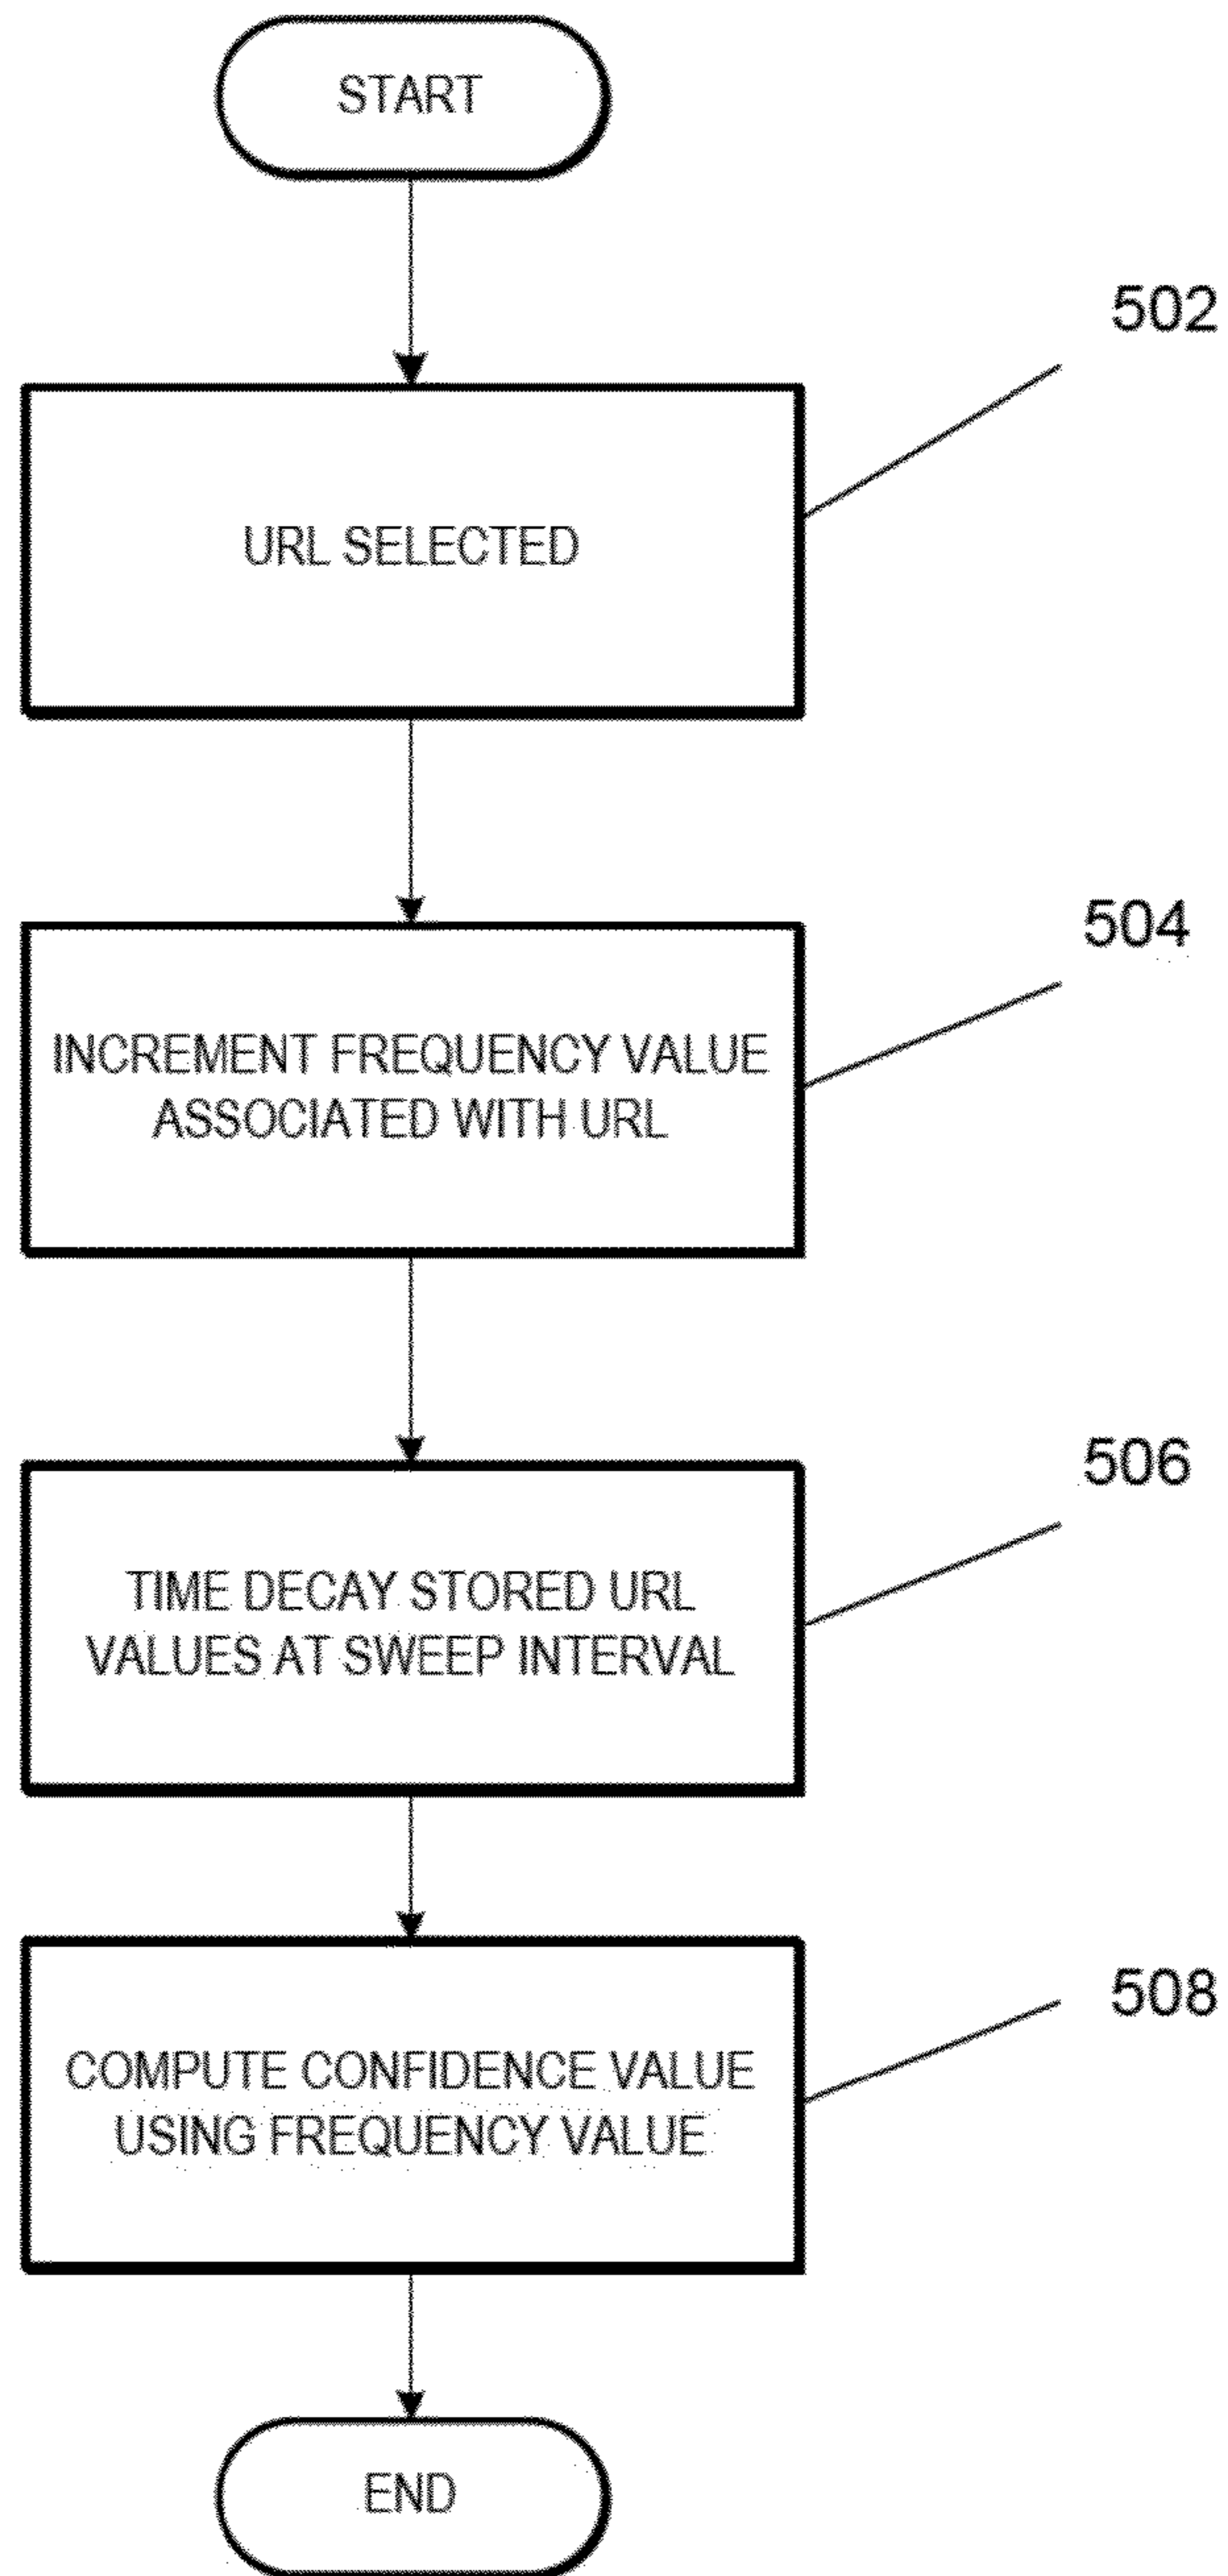 START
502
URL SELECTED
504
INCREMENT FREQUENCY VALUE
ASSOCIATED WITH URL
506
TIME DECAY STORED URL
VALUES AT SWEEP INTERVAL
508
COMPUTE CONFIDENCE VALUE
USING FREQUENCY VALUE
END